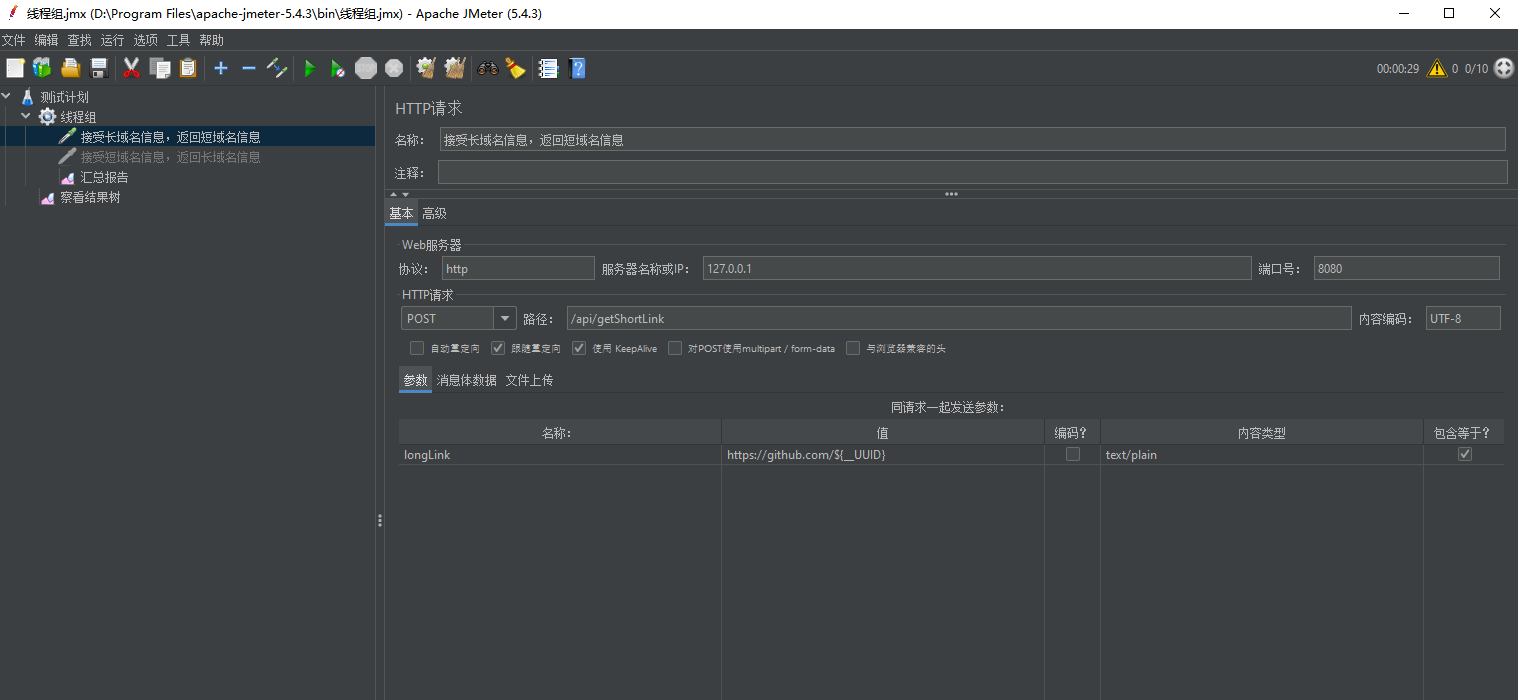 线程组.jmx (D:\Program Files\apache-jmeter-5.4.3\bin\线程组.jmx) - Apache JMeter (5.4.3)
文件 编辑 查找 运行 选项 工具 帮助
00:00:29 0 0/10
测试计划
线程组
接受长域名信息，返回短域名信息
接受短域名信息，返回长域名信息
汇总报告
察看结果树
HTTP请求
名称： 接受长域名信息，返回短域名信息
注释：
基本 高级
Web服务器
协议： http 服务器名称或IP： 127.0.0.1 端口号： 8080
HTTP请求
POST 路径： /api/getShortLink 内容编码： UTF-8
自动重定向 跟随重定向 使用 KeepAlive 对POST使用multipart / form-data 与浏览器兼容的头
参数 消息体数据 文件上传
同请求一起发送参数：
名称： 值 编码？ 内容类型 包含等于？
longLink https://github.com/${__UUID} text/plain